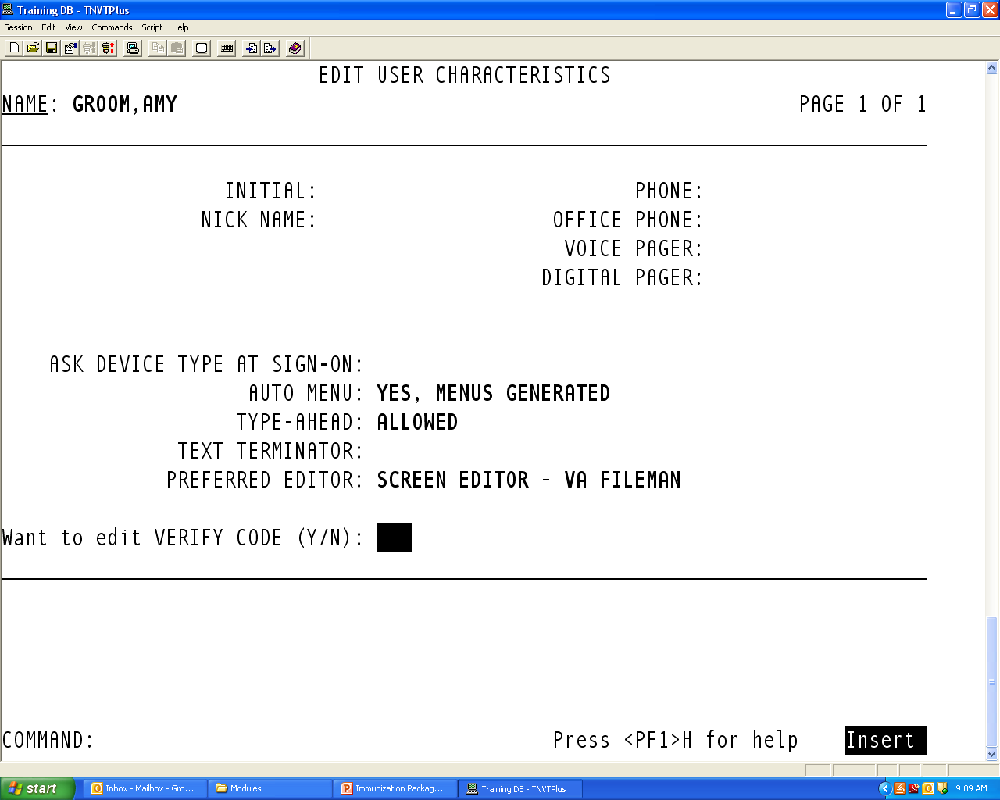 Training DB - TNVTPlus
Session Edit View Commands Script Help
EDIT USER CHARACTERISTICS
NAME: GROOM,AMY PAGE 1 OF 1
INITIAL: PHONE:
NICK NAME: OFFICE PHONE:
VOICE PAGER:
DIGITAL PAGER:
ASK DEVICE TYPE AT SIGN-ON:
AUTO MENU: YES, MENUS GENERATED
TYPE-AHEAD: ALLOWED
TEXT TERMINATOR:
PREFERRED EDITOR: SCREEN EDITOR - VA FILEMAN
Want to edit VERIFY CODE (Y/N):
COMMAND: Press <PF1>H for help Insert
start Inbox - Mailbox - Gro... Modules Immunization Packag... Training DB - TNVTPlus 9:09 AM